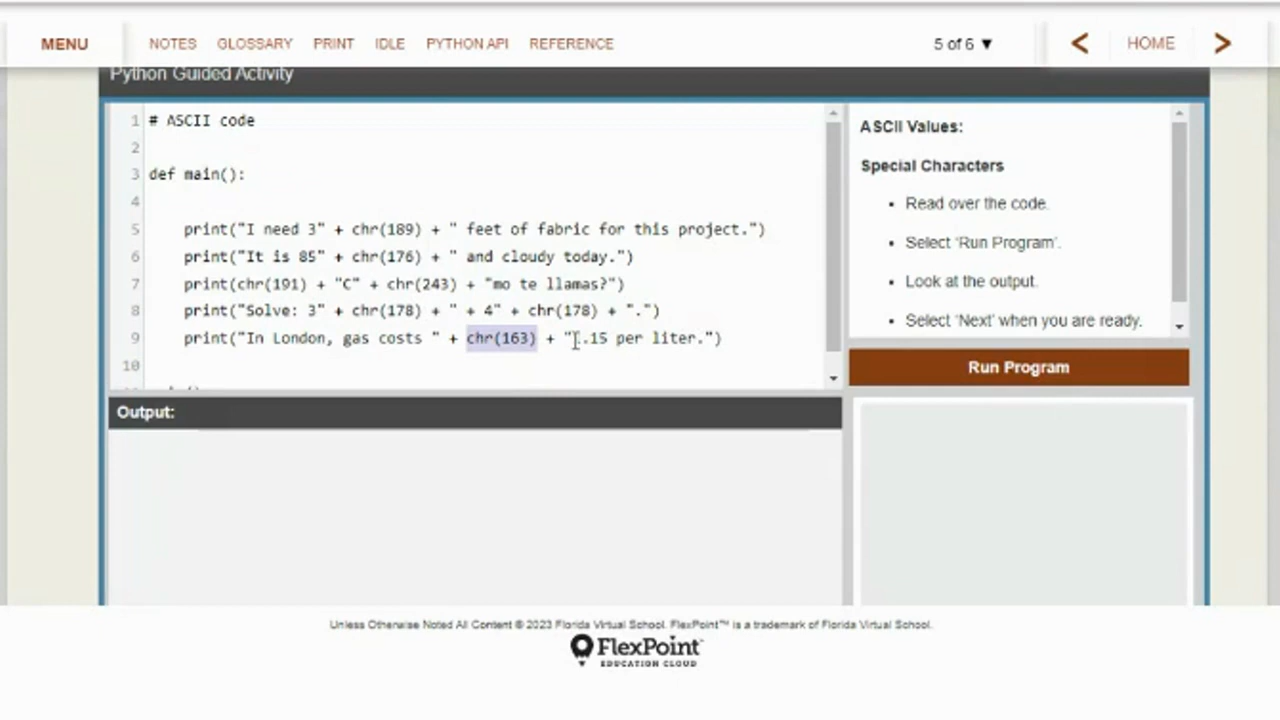 MENU NOTES GLOSSARY PRINT IDLE PYTHON API REFERENCE 5 of 6 ▼ < HOME >
Python Guided Activity
1 # ASCII code
2
3 def main():
4
5 print("I need 3" + chr(189) + " feet of fabric for this project.")
6 print("It is 85" + chr(176) + " and cloudy today.")
7 print(chr(191) + "C" + chr(243) + "mo te llamas?")
8 print("Solve: 3" + chr(178) + " + 4" + chr(178) + ".")
9 print("In London, gas costs " + chr(163) + " .15 per liter.")
10
ASCII Values:
Special Characters
• Read over the code.
• Select 'Run Program'.
• Look at the output.
• Select 'Next' when you are ready.
Run Program
Output:
Unless Otherwise Noted All Content © 2023 Florida Virtual School. FlexPoint™ is a trademark of Florida Virtual School.
FlexPoint™
EDUCATION CLOUD